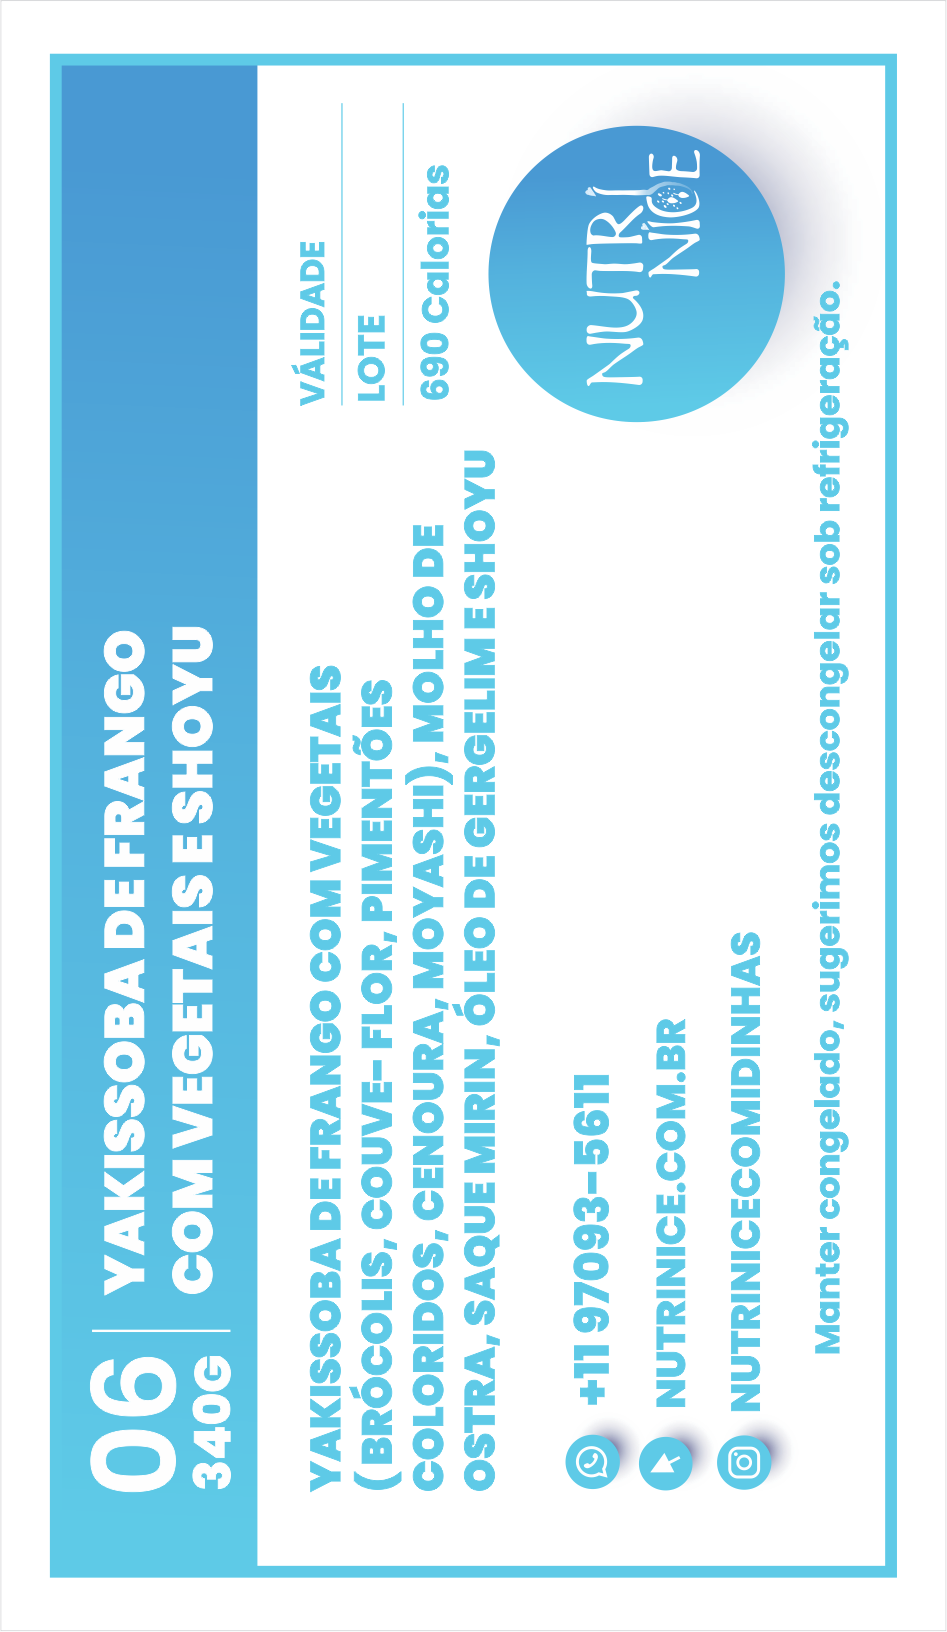 06
340G
YAKISSOBA DE FRANGO
COM VEGETAIS E SHOYU
YAKISSOBA DE FRANGO COM VEGETAIS
(BRÓCOLIS, COUVE- FLOR, PIMENTÕES
COLORIDOS, CENOURA, MOYASHI), MOLHO DE
OSTRA, SAQUE MIRIN, ÓLEO DE GERGELIM E SHOYU
VÁLIDADE
LOTE
690 Calorias
NUTRI
NICE
+11 97093-5611
NUTRINICE.COM.BR
NUTRINICECOMIDINHAS
Manter congelado, sugerimos descongelar sob refrigeração.